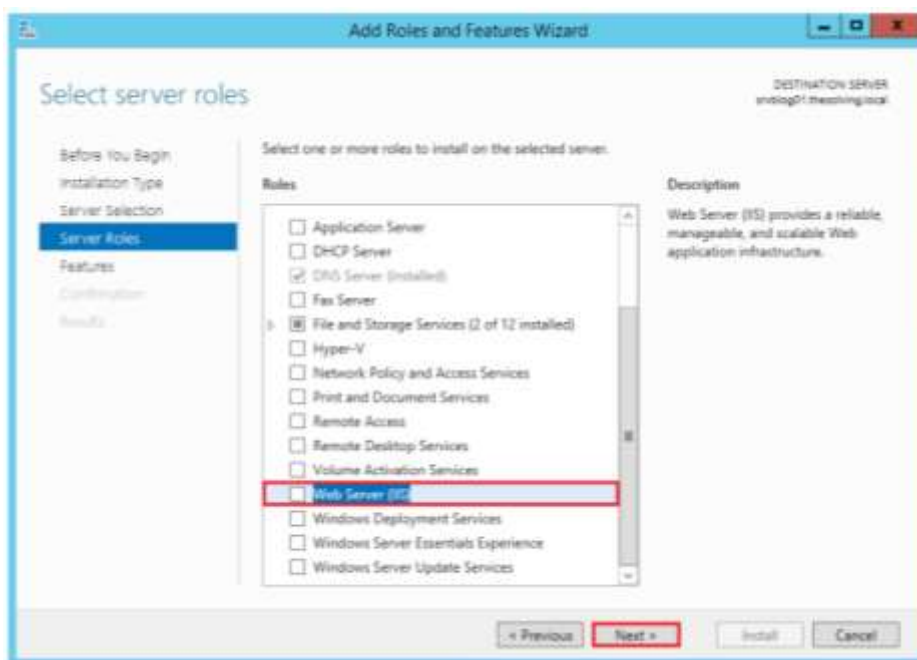 Add Roles and Features Wizard
Select server roles
DESTINATION SERVER
srvblog01.thesolving.local
Before You Begin
Installation Type
Server Selection
Server Roles
Features
Confirmation
Results
Select one or more roles to install on the selected server.
Roles
Application Server
DHCP Server
DNS Server (Installed)
Fax Server
File and Storage Services (2 of 12 installed)
Hyper-V
Network Policy and Access Services
Print and Document Services
Remote Access
Remote Desktop Services
Volume Activation Services
Web Server (IIS)
Windows Deployment Services
Windows Server Essentials Experience
Windows Server Update Services
Description
Web Server (IIS) provides a reliable,
manageable, and scalable Web
application infrastructure.
< Previous
Next >
Install
Cancel